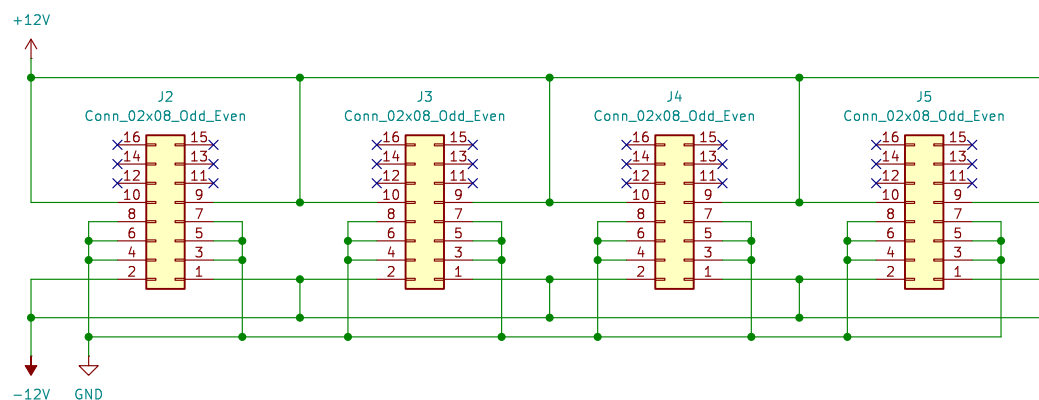 +12V
J2 J3 J4 J5
Conn_02x08_Odd_Even Conn_02x08_Odd_Even Conn_02x08_Odd_Even Conn_02x08_Odd_Even
16 15 16 15 16 15 16 15
14 13 14 13 14 13 14 13
12 11 12 11 12 11 12 11
10 9 10 9 10 9 10 9
8 7 8 7 8 7 8 7
6 5 6 5 6 5 6 5
4 3 4 3 4 3 4 3
2 1 2 1 2 1 2 1
-12V GND